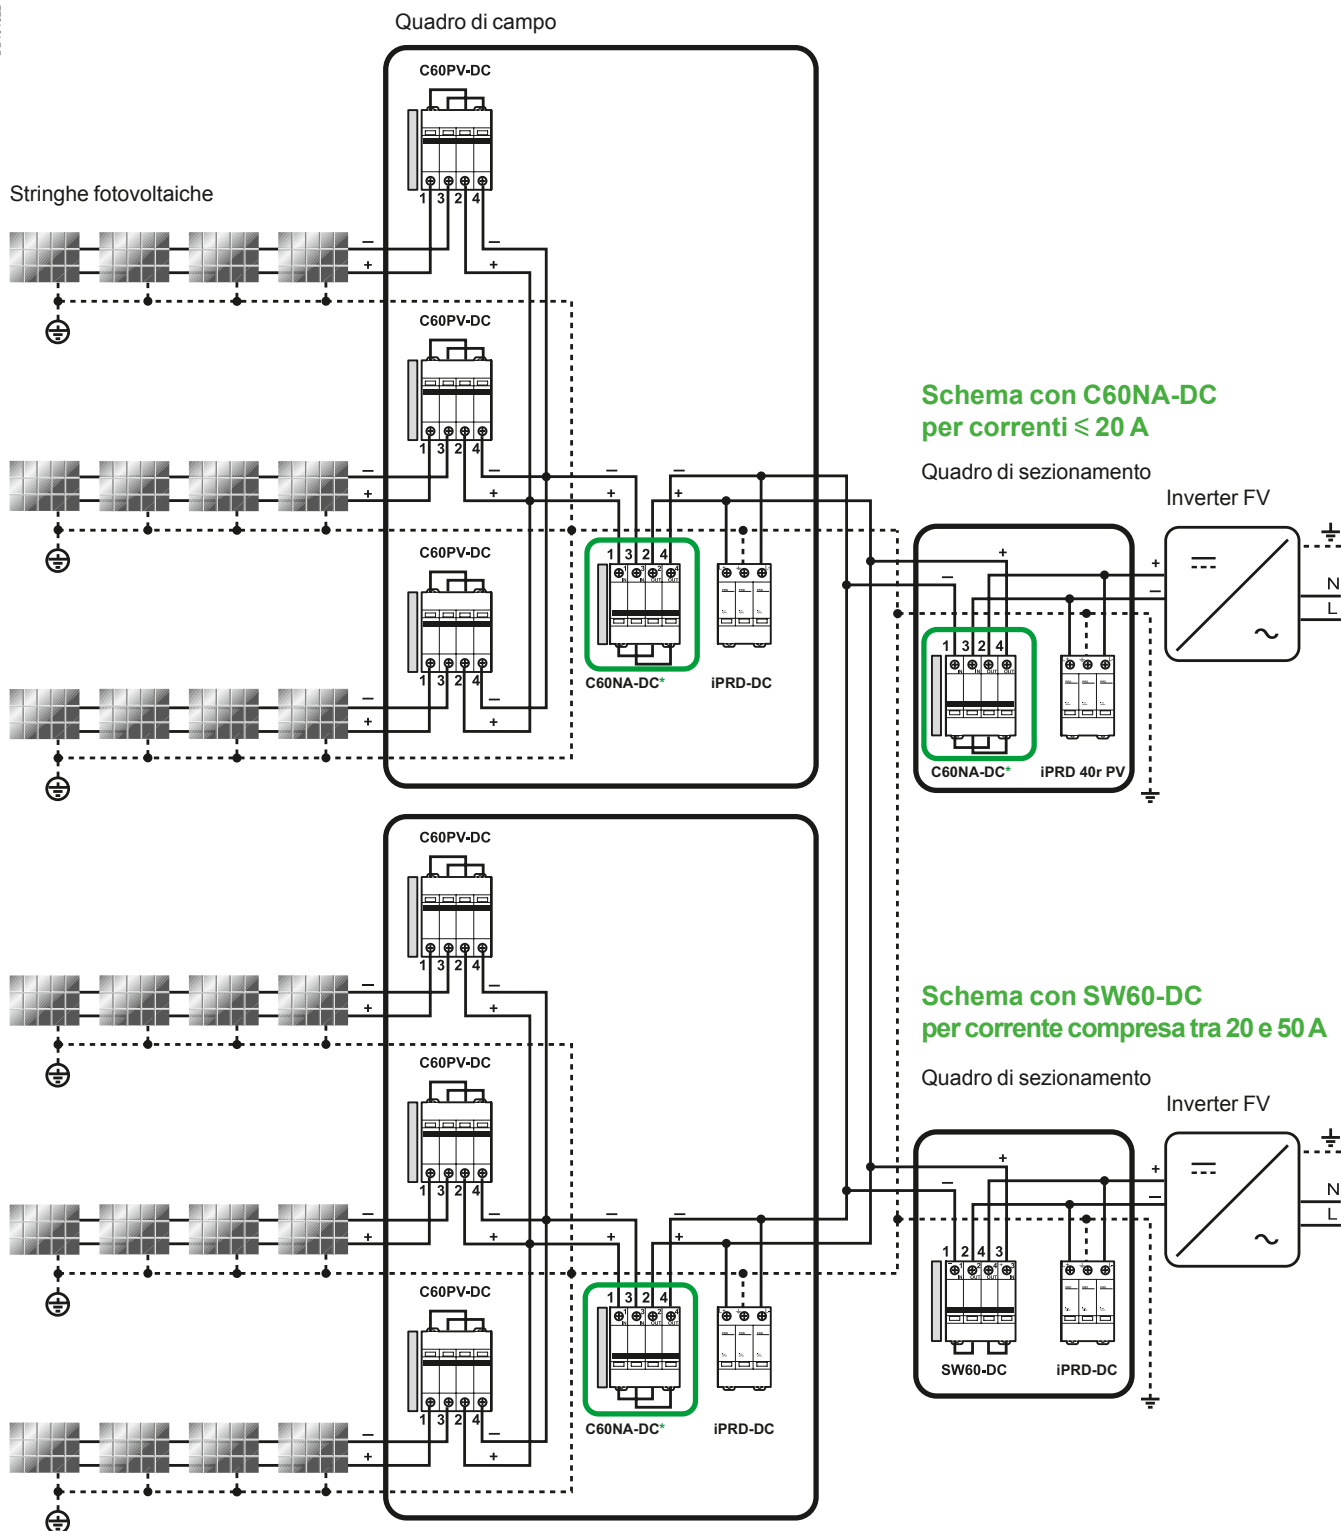 Quadro di campo
C60PV-DC
1 3 2 4
Stringhe fotovoltaiche
− −
+ +
C60PV-DC
1 3 2 4
− − − −
+ + + +
Schema con C60NA-DC
per correnti ⩽ 20 A
Quadro di sezionamento
Inverter FV
C60PV-DC
1 3 2 4
1 3 2 4
C60NA-DC*
iPRD-DC
− −
+ +
+
−
+
−
N
L
1 3 2 4
C60NA-DC*
iPRD 40r PV
C60PV-DC
1 3 2 4
− −
+ +
C60PV-DC
1 3 2 4
− − − −
+ + + +
Schema con SW60-DC
per corrente compresa tra 20 e 50 A
Quadro di sezionamento
Inverter FV
+
−
+
−
N
L
1 2 4 3
SW60-DC
iPRD-DC
C60PV-DC
1 3 2 4
1 3 2 4
C60NA-DC*
iPRD-DC
− −
+ +